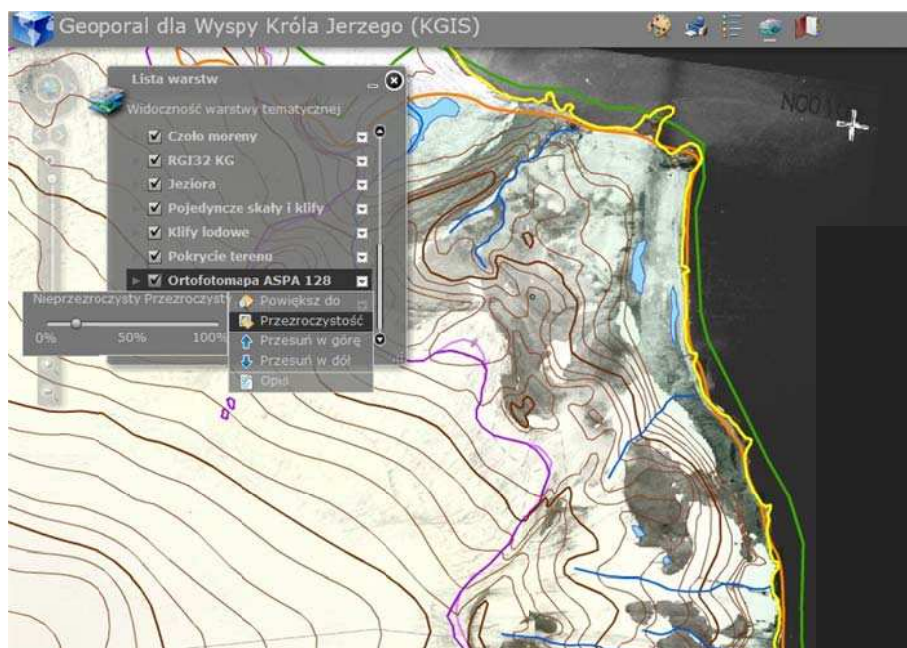 Geoporal dla Wyspy Króla Jerzego (KGIS)
Lista warstw
Widoczność warstwy tematycznej
Czoło moreny
RGI32 KG
Jeziora
Pojedyncze skały i klify
Klify lodowe
Pokrycie terenu
Ortofotomapa ASPA 128
Nieprzezroczysty Przezroczysty
0% 50% 100%
Powiększ do
Przezroczystość
Przesuń w górę
Przesuń w dół
Opis